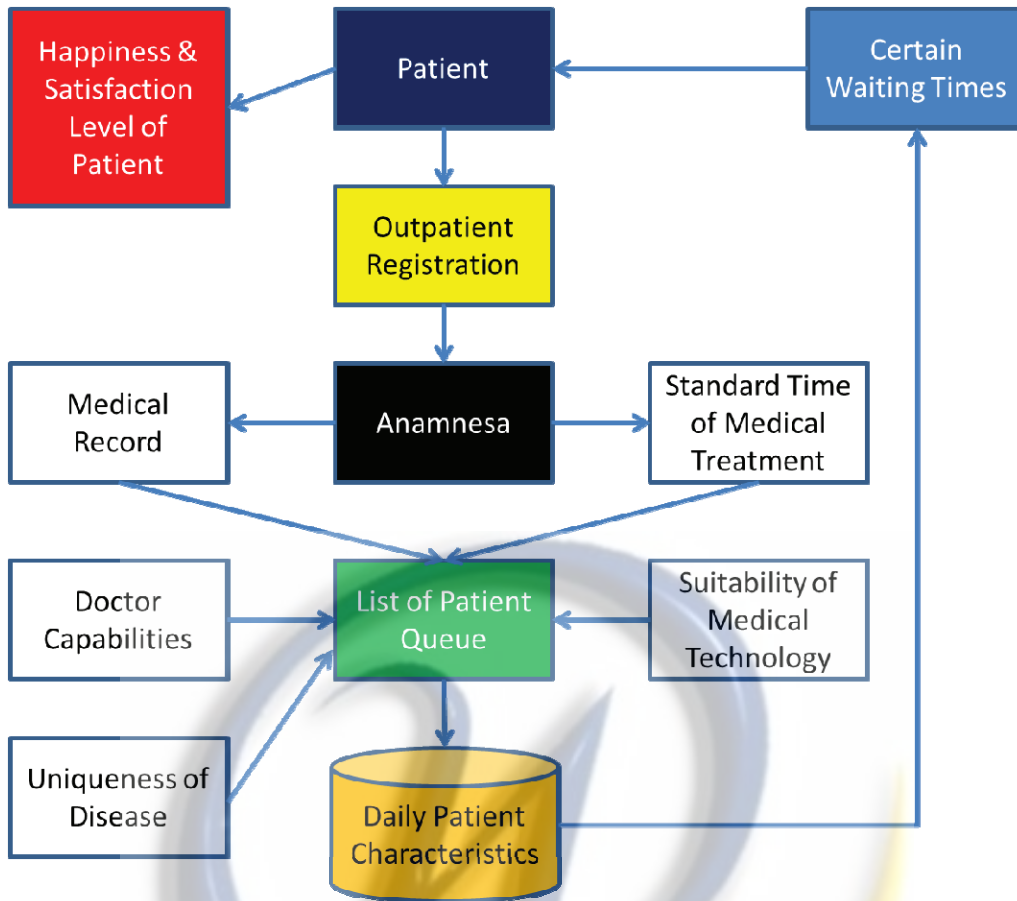 Happiness &
Satisfaction
Level of
Patient
Patient
Certain
Waiting Times
Outpatient
Registration
Medical
Record
Anamnesa
Standard Time
of Medical
Treatment
Doctor
Capabilities
List of Patient
Queue
Suitability of
Medical
Technology
Uniqueness of
Disease
Daily Patient
Characteristics